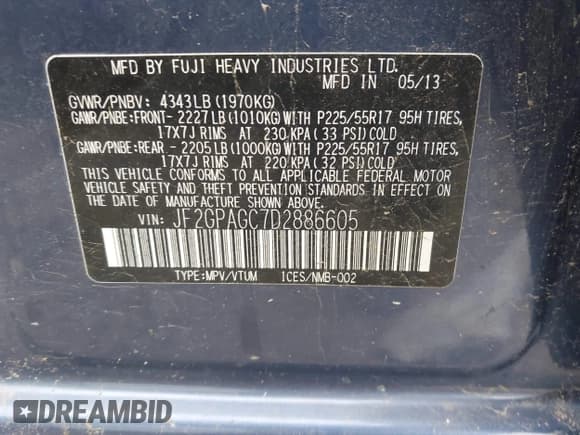 MFD BY FUJI HEAVY INDUSTRIES LTD.
MFD IN 05/13
GVWR/PNBV: 4343LB(1970KG)
GAWR/PNBE:FRONT- 2227LB(1010KG)WITH P225/55R17 95H TIRES,
17X7J RIMS AT 230 KPA( 33 PSI)COLD
GAWR/PNBE:REAR - 2205LB(1000KG)WITH P225/55R17 95H TIRES,
17X7J RIMS AT 220 KPA( 32 PSI)COLD
THIS VEHICLE CONFORMS TO ALL APPLICABLE FEDERAL MOTOR
VEHICLE SAFETY AND THEFT PREVENTION STANDARDS IN EFFECT ON
THE DATE OF MANUFACTURE SHOWN ABOVE.
VIN: JF2GPAGC7D2886605
TYPE:MPV/VTUM ICES/NMB-002
DREAMBID